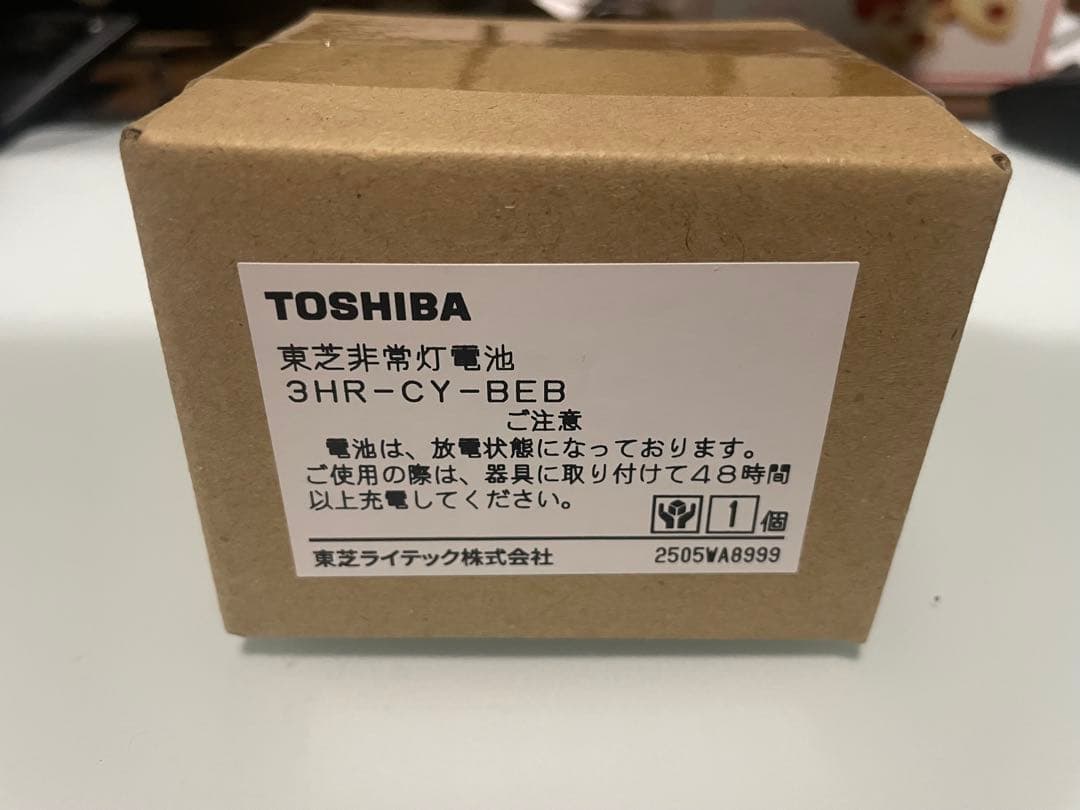 TOSHIBA
東芝非常灯電池
3HR-CY-BEB
ご注意
電池は、放電状態になっております。
ご使用の際は、器具に取り付けて48時間
以上充電してください。
1個
東芝ライテック株式会社 2505WA8999